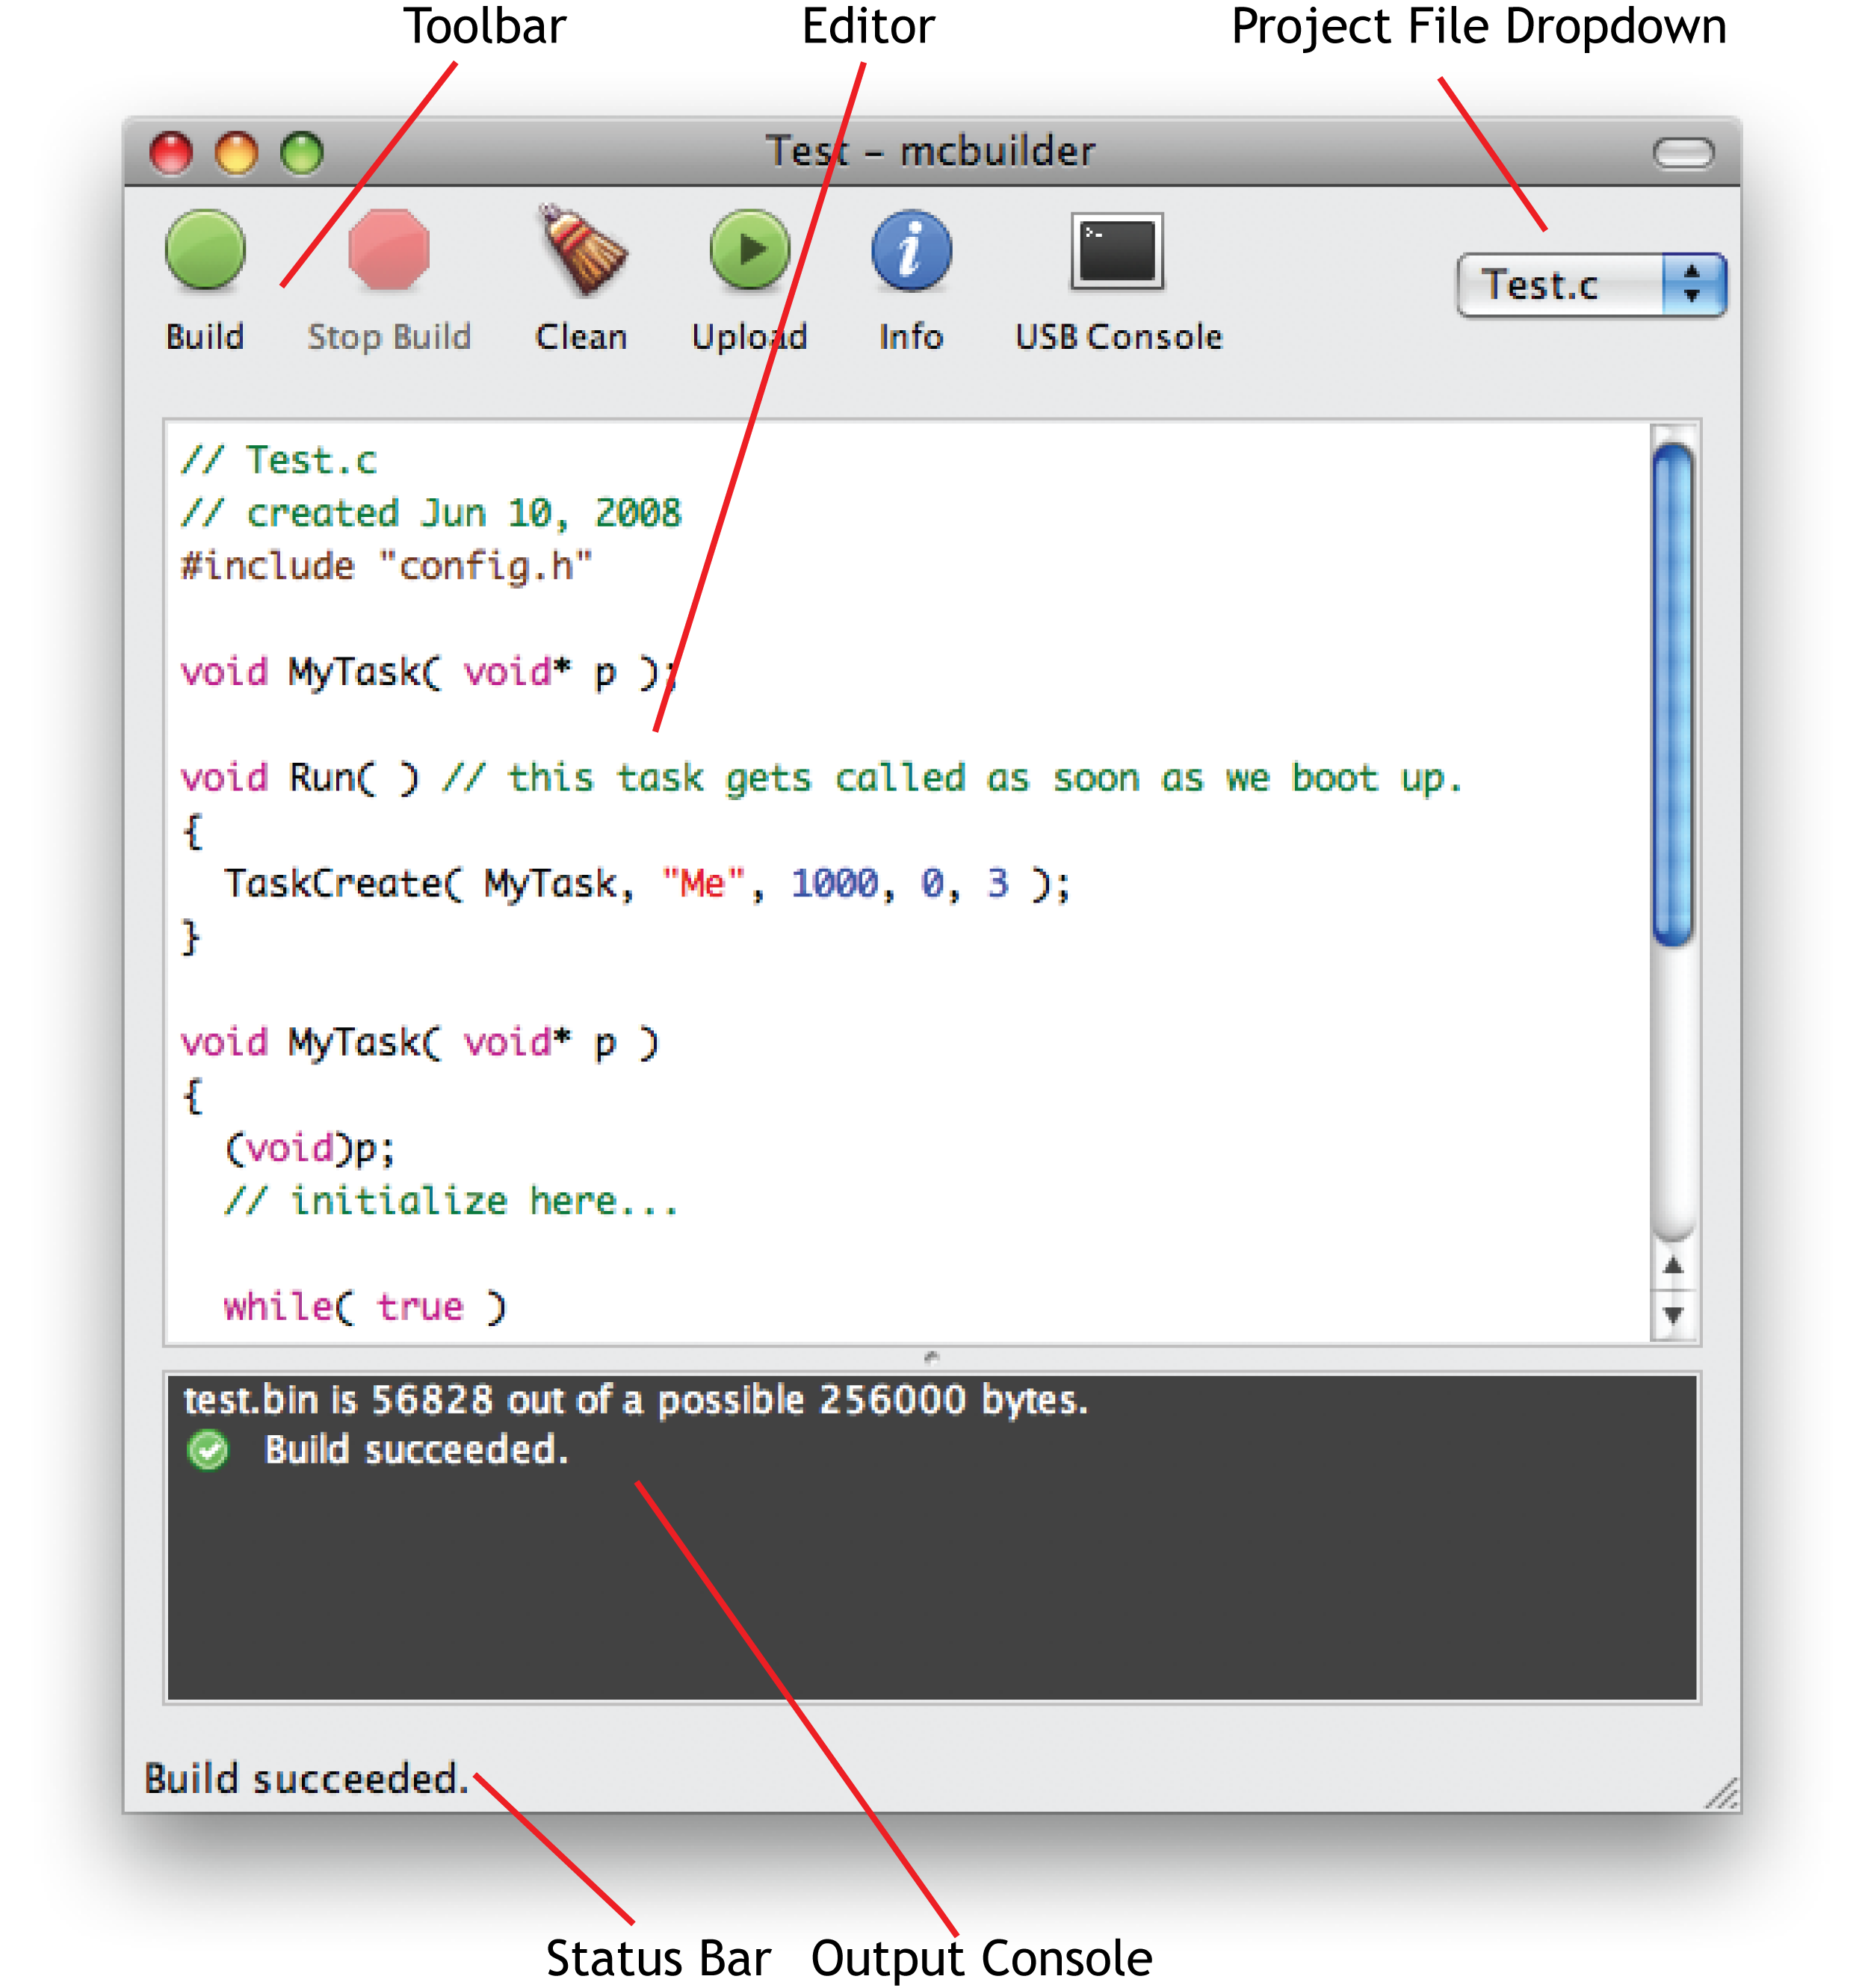 Toolbar Editor Project File Dropdown
Test – mcbuilder
Build Stop Build Clean Upload Info USB Console
Test.c
// Test.c
// created Jun 10, 2008
#include "config.h"
void MyTask( void* p );
void Run( ) // this task gets called as soon as we boot up.
{
TaskCreate( MyTask, "Me", 1000, 0, 3 );
}
void MyTask( void* p )
{
(void)p;
// initialize here...
while( true )
test.bin is 56828 out of a possible 256000 bytes.
Build succeeded.
Build succeeded.
Status Bar Output Console